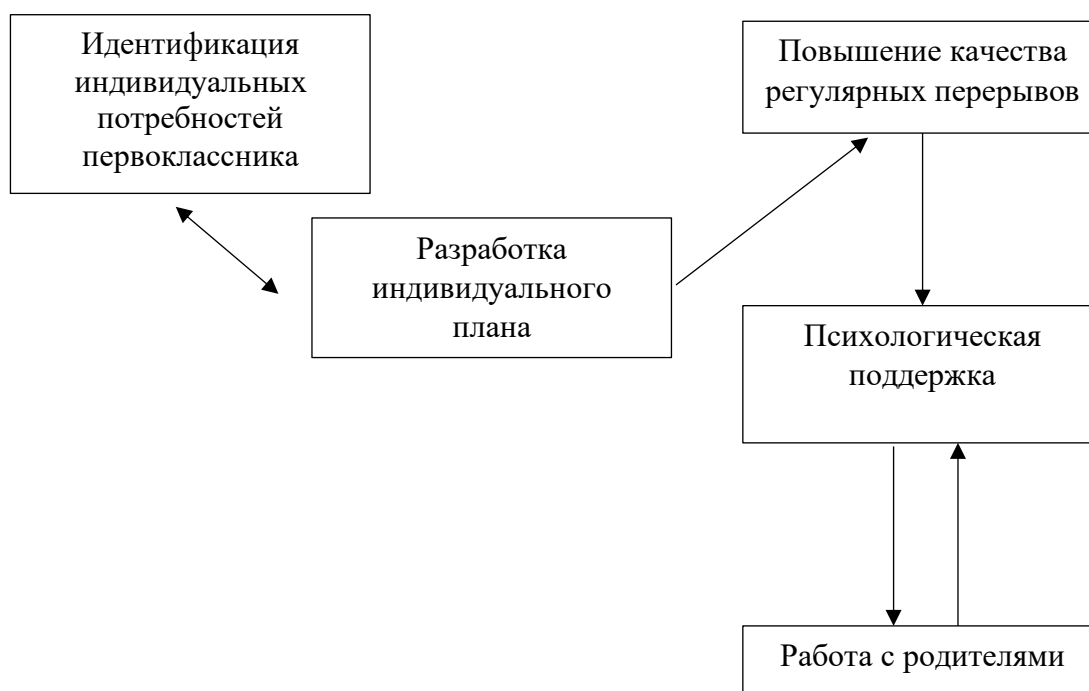 Идентификация
индивидуальных
потребностей
первоклассника
Повышение качества
регулярных перерывов
Разработка
индивидуального
плана
Психологическая
поддержка
Работа с родителями